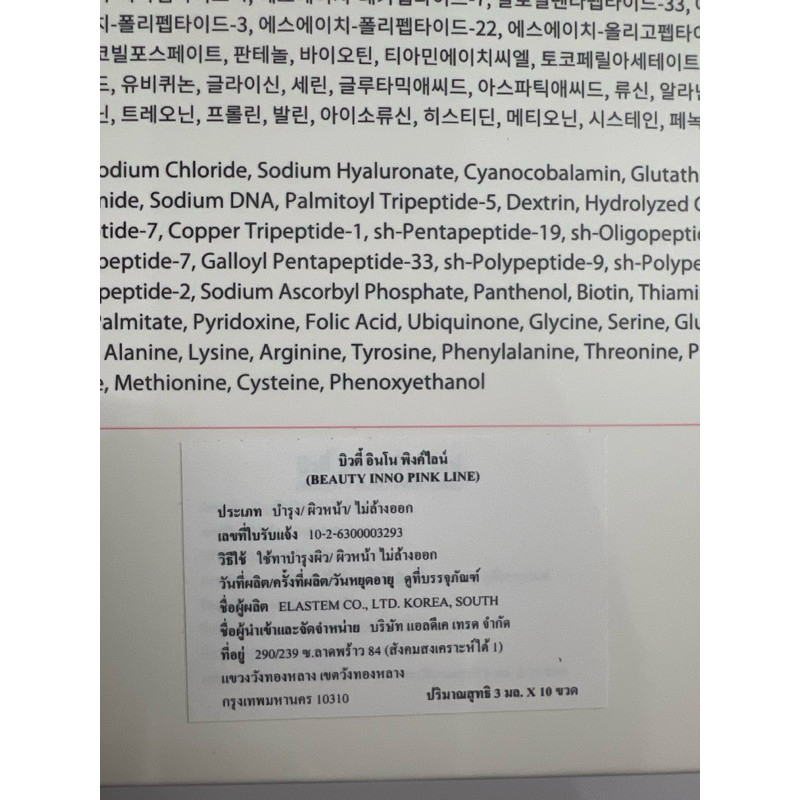 치-폴리펩타이드-3, 에스에이치-폴리펩타이드-22, 에스에이치-올리고펩타이
코빌포스페이트, 판테놀, 바이오틴, 티아민에이치씨엘, 토코페릴아세테이트
드, 유비퀴논, 글라이신, 세린, 글루타믹애씨드, 아스파틱애씨드, 류신, 알라닌
닌, 트레오닌, 프롤린, 발린, 아이소류신, 히스티딘, 메티오닌, 시스테인, 페녹
odium Chloride, Sodium Hyaluronate, Cyanocobalamin, Glutath
mide, Sodium DNA, Palmitoyl Tripeptide-5, Dextrin, Hydrolyzed
tide-7, Copper Tripeptide-1, sh-Pentapeptide-19, sh-Oligopeptic
peptide-7, Galloyl Pentapeptide-33, sh-Polypeptide-9, sh-Polype
peptide-2, Sodium Ascorbyl Phosphate, Panthenol, Biotin, Thiami
Palmitate, Pyridoxine, Folic Acid, Ubiquinone, Glycine, Serine, Glu
Alanine, Lysine, Arginine, Tyrosine, Phenylalanine, Threonine, P
e, Methionine, Cysteine, Phenoxyethanol
บิวตี้ อินโน พิงค์ไลน์
(BEAUTY INNO PINK LINE)
ประเภท บำรุง/ ผิวหน้า/ ไม่ล้างออก
เลขที่ใบรับแจ้ง 10-2-6300003293
วิธีใช้ ใช้ทาบำรุงผิว/ ผิวหน้า ไม่ล้างออก
วันที่ผลิต/ครั้งที่ผลิต/วันหยุดอายุ ดูที่บรรจุภัณฑ์
ชื่อผู้ผลิต ELASTEM CO., LTD. KOREA, SOUTH
ชื่อผู้นำเข้าและจัดจำหน่าย บริษัท แอลดีเค เทรด จำกัด
ที่อยู่ 290/239 ซ.ลาดพร้าว 84 (สังคมสงเคราะห์ใต้ 1)
แขวงวังทองหลาง เขตวังทองหลาง
กรุงเทพมหานคร 10310 ปริมาณสุทธิ 3 มล. X 10 ขวด